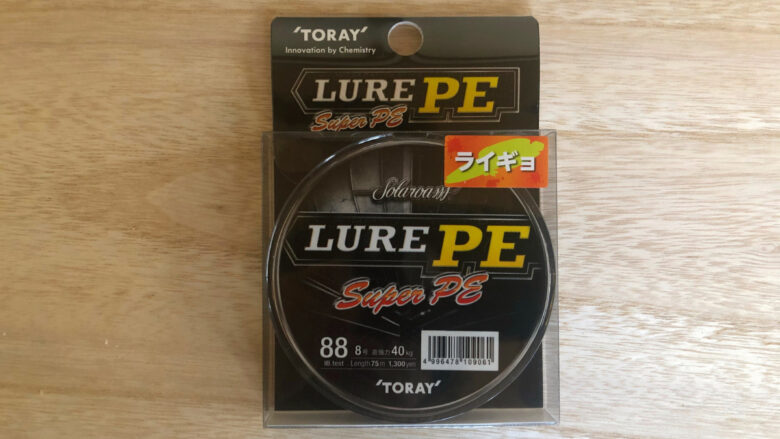 'TORAY'
Innovation by Chemistry
LURE PE
Super PE
ライギョ
Solaroam
LURE PE
Super PE
88 8号 直強力 40kg
lb.test Length 75m 1,300yen
4 996478 109061
'TORAY'